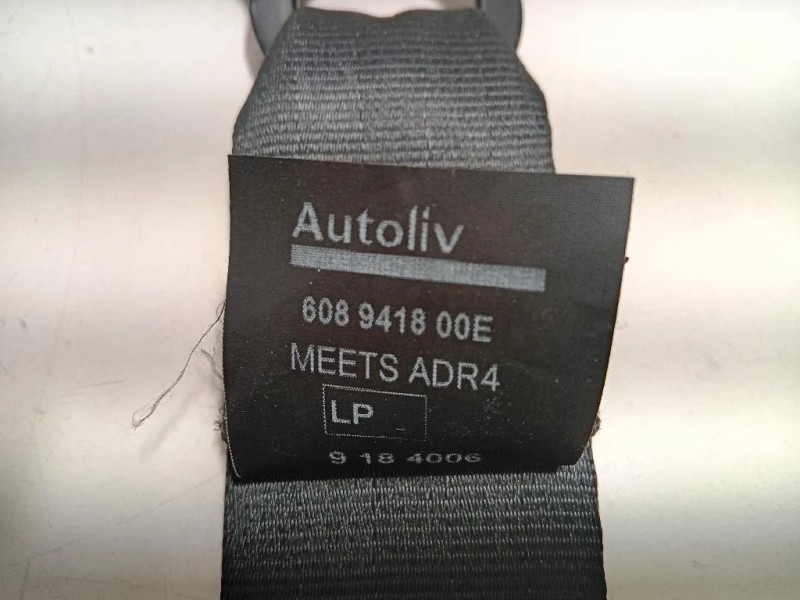 Autoliv
608 9418 00E
MEETS ADR4
LP
9 18 4006